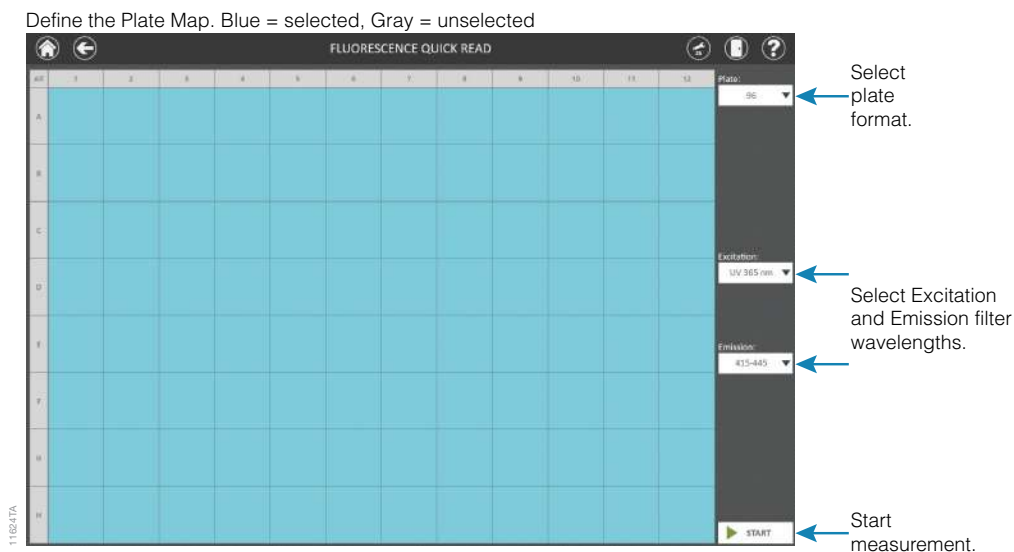 Define the Plate Map. Blue = selected, Gray = unselected
FLUORESCENCE QUICK READ
1 2 3 4 5 6 7 8 9 10 11 12
Plate:
96
Select
plate
format.
A
B
C
D
E
F
H
Excitation:
UV 365 nm
Select Excitation
and Emission filter
wavelengths.
Emission:
415-445
START
Start
measurement.
11624TA